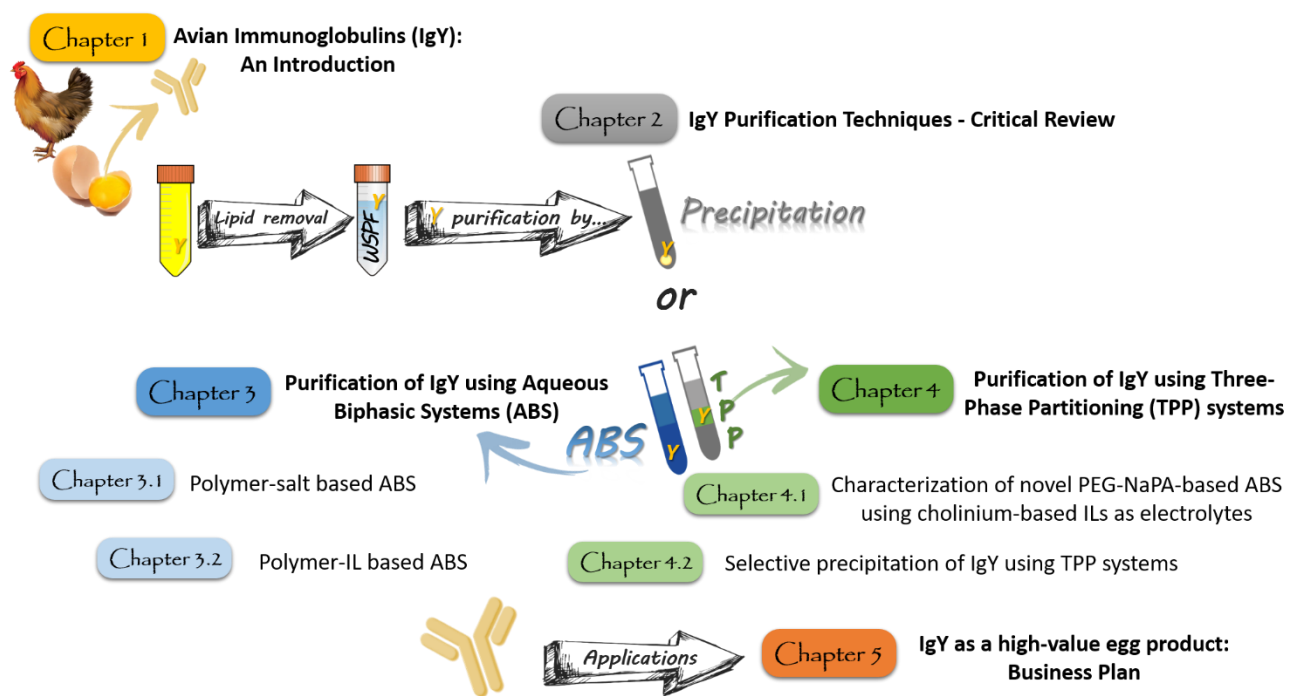 Chapter 1
Avian Immunoglobulins (IgY):
An Introduction
Chapter 2
IgY Purification Techniques - Critical Review
Y
Lipid removal
WSPF
Y
Y purification by...
Y
Precipitation
or
Chapter 3
Purification of IgY using Aqueous
Biphasic Systems (ABS)
ABS
Y
Y
TPP
Chapter 4
Purification of IgY using Three-
Phase Partitioning (TPP) systems
Chapter 3.1
Polymer-salt based ABS
Chapter 4.1
Characterization of novel PEG-NaPA-based ABS
using cholinium-based ILs as electrolytes
Chapter 3.2
Polymer-IL based ABS
Chapter 4.2
Selective precipitation of IgY using TPP systems
Applications
Chapter 5
IgY as a high-value egg product:
Business Plan